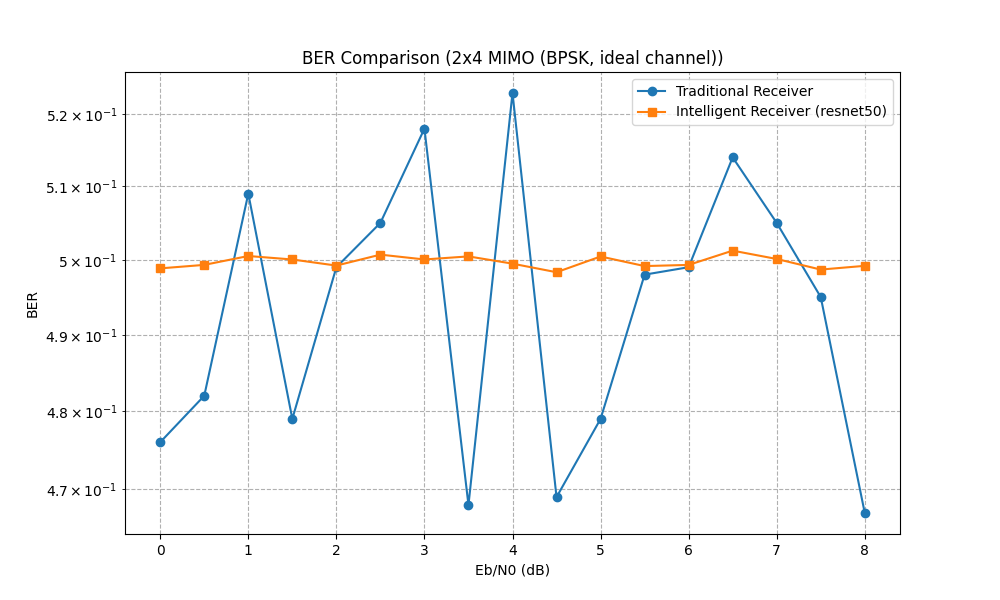 BER Comparison (2x4 MIMO (BPSK, ideal channel))
Traditional Receiver
Intelligent Receiver (resnet50)
5.2 × 10⁻¹
5.1 × 10⁻¹
5 × 10⁻¹
4.9 × 10⁻¹
4.8 × 10⁻¹
4.7 × 10⁻¹
BER
0 1 2 3 4 5 6 7 8
Eb/N0 (dB)